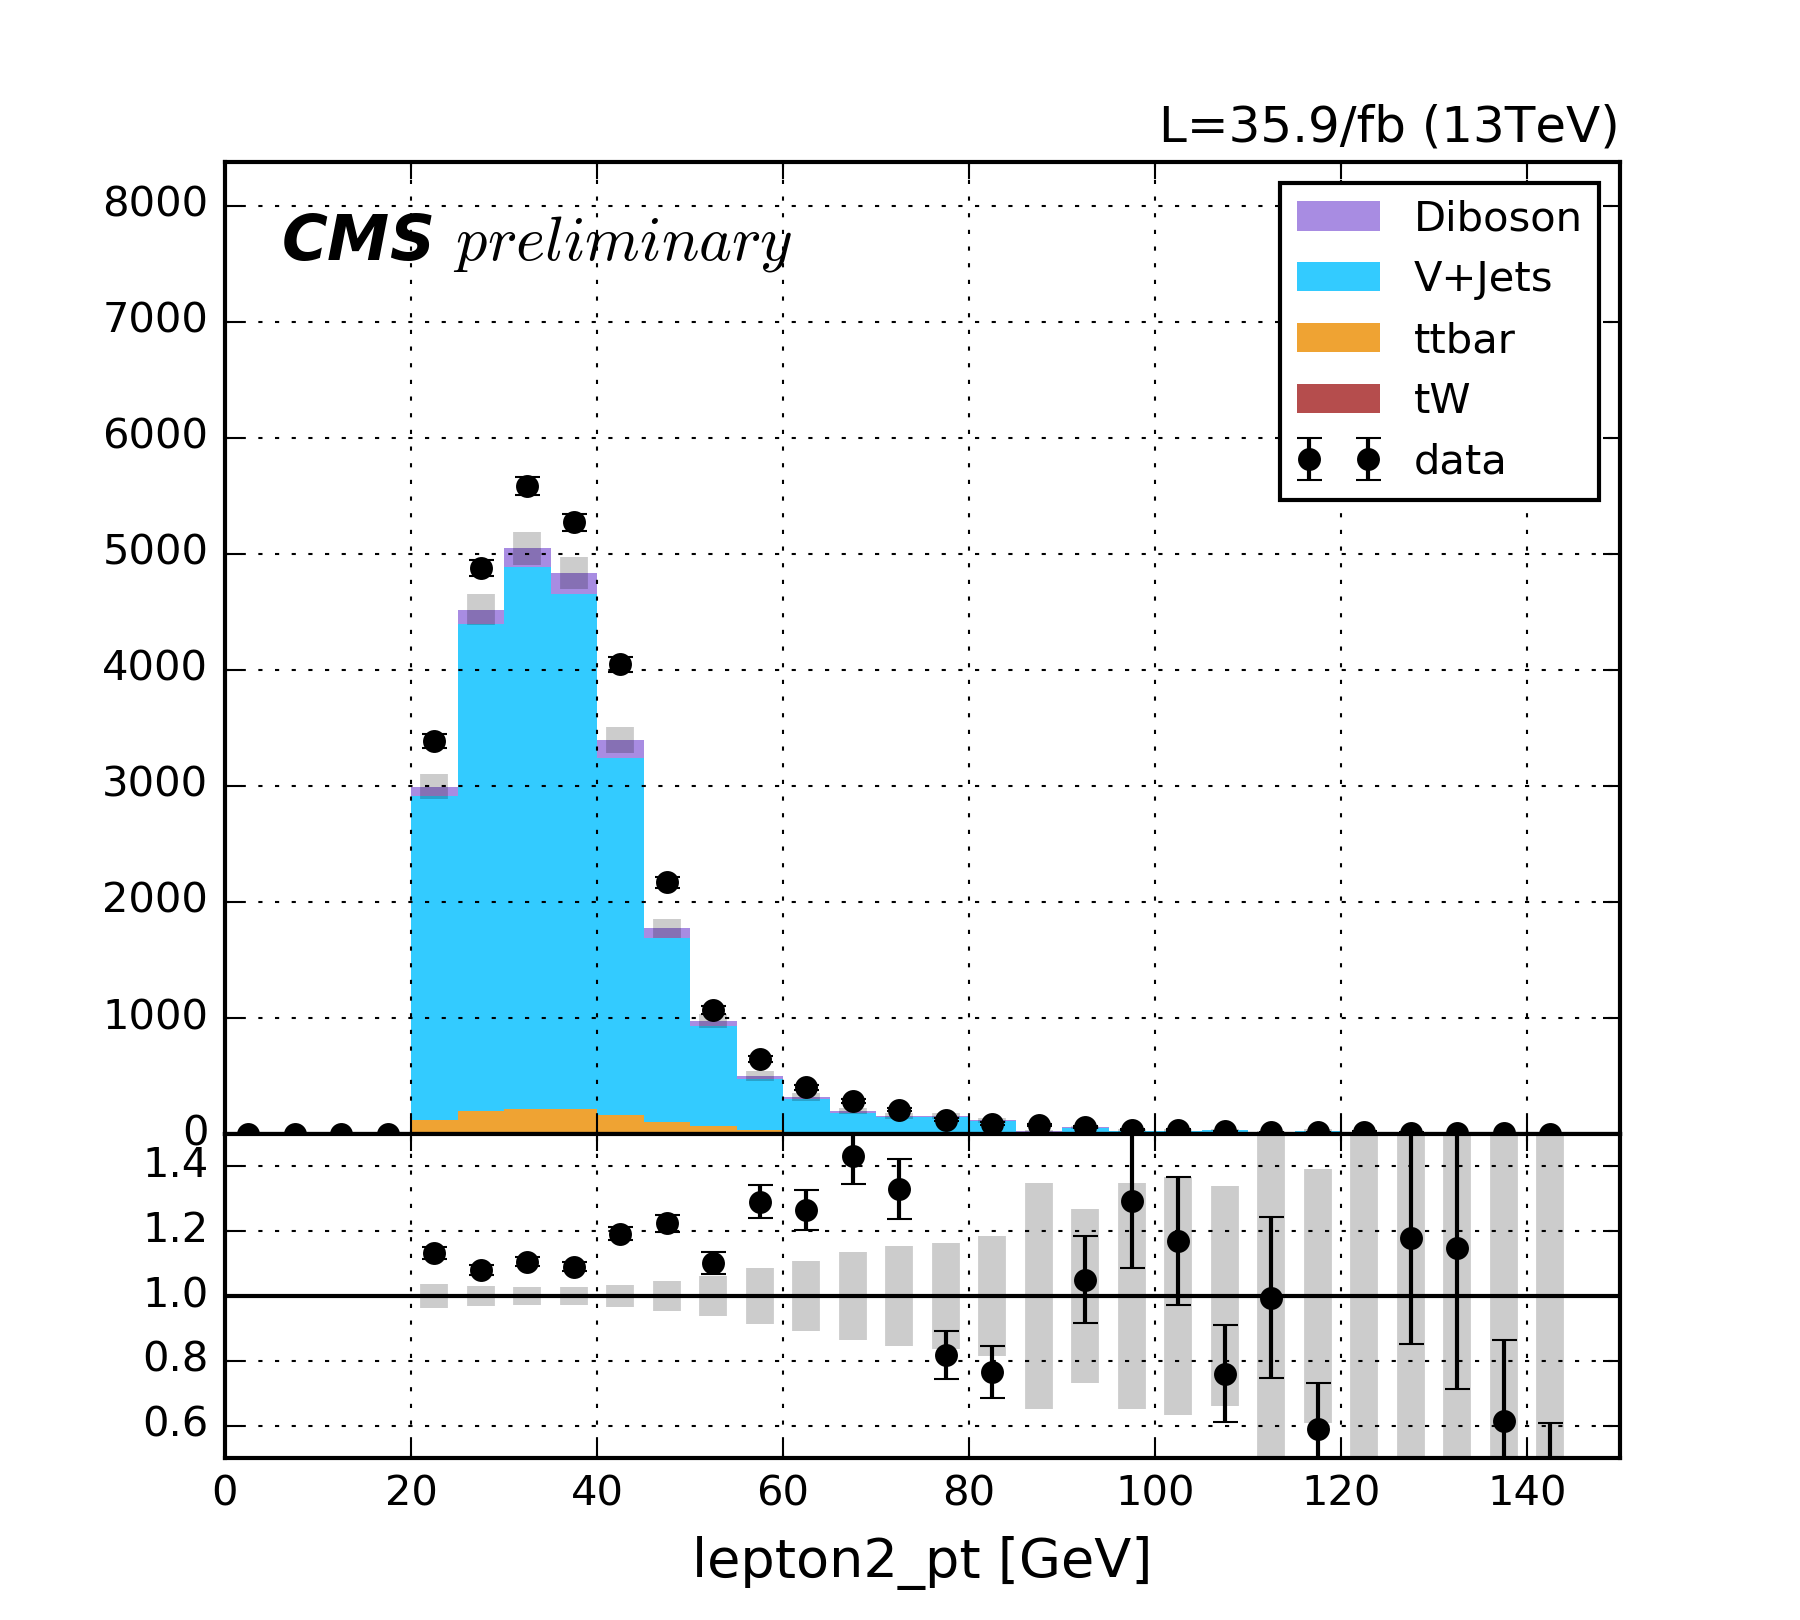 L=35.9/fb (13TeV)
CMS preliminary
Diboson
V+Jets
ttbar
tW
data
8000
7000
6000
5000
4000
3000
2000
1000
0
1.4
1.2
1.0
0.8
0.6
0 20 40 60 80 100 120 140
lepton2_pt [GeV]